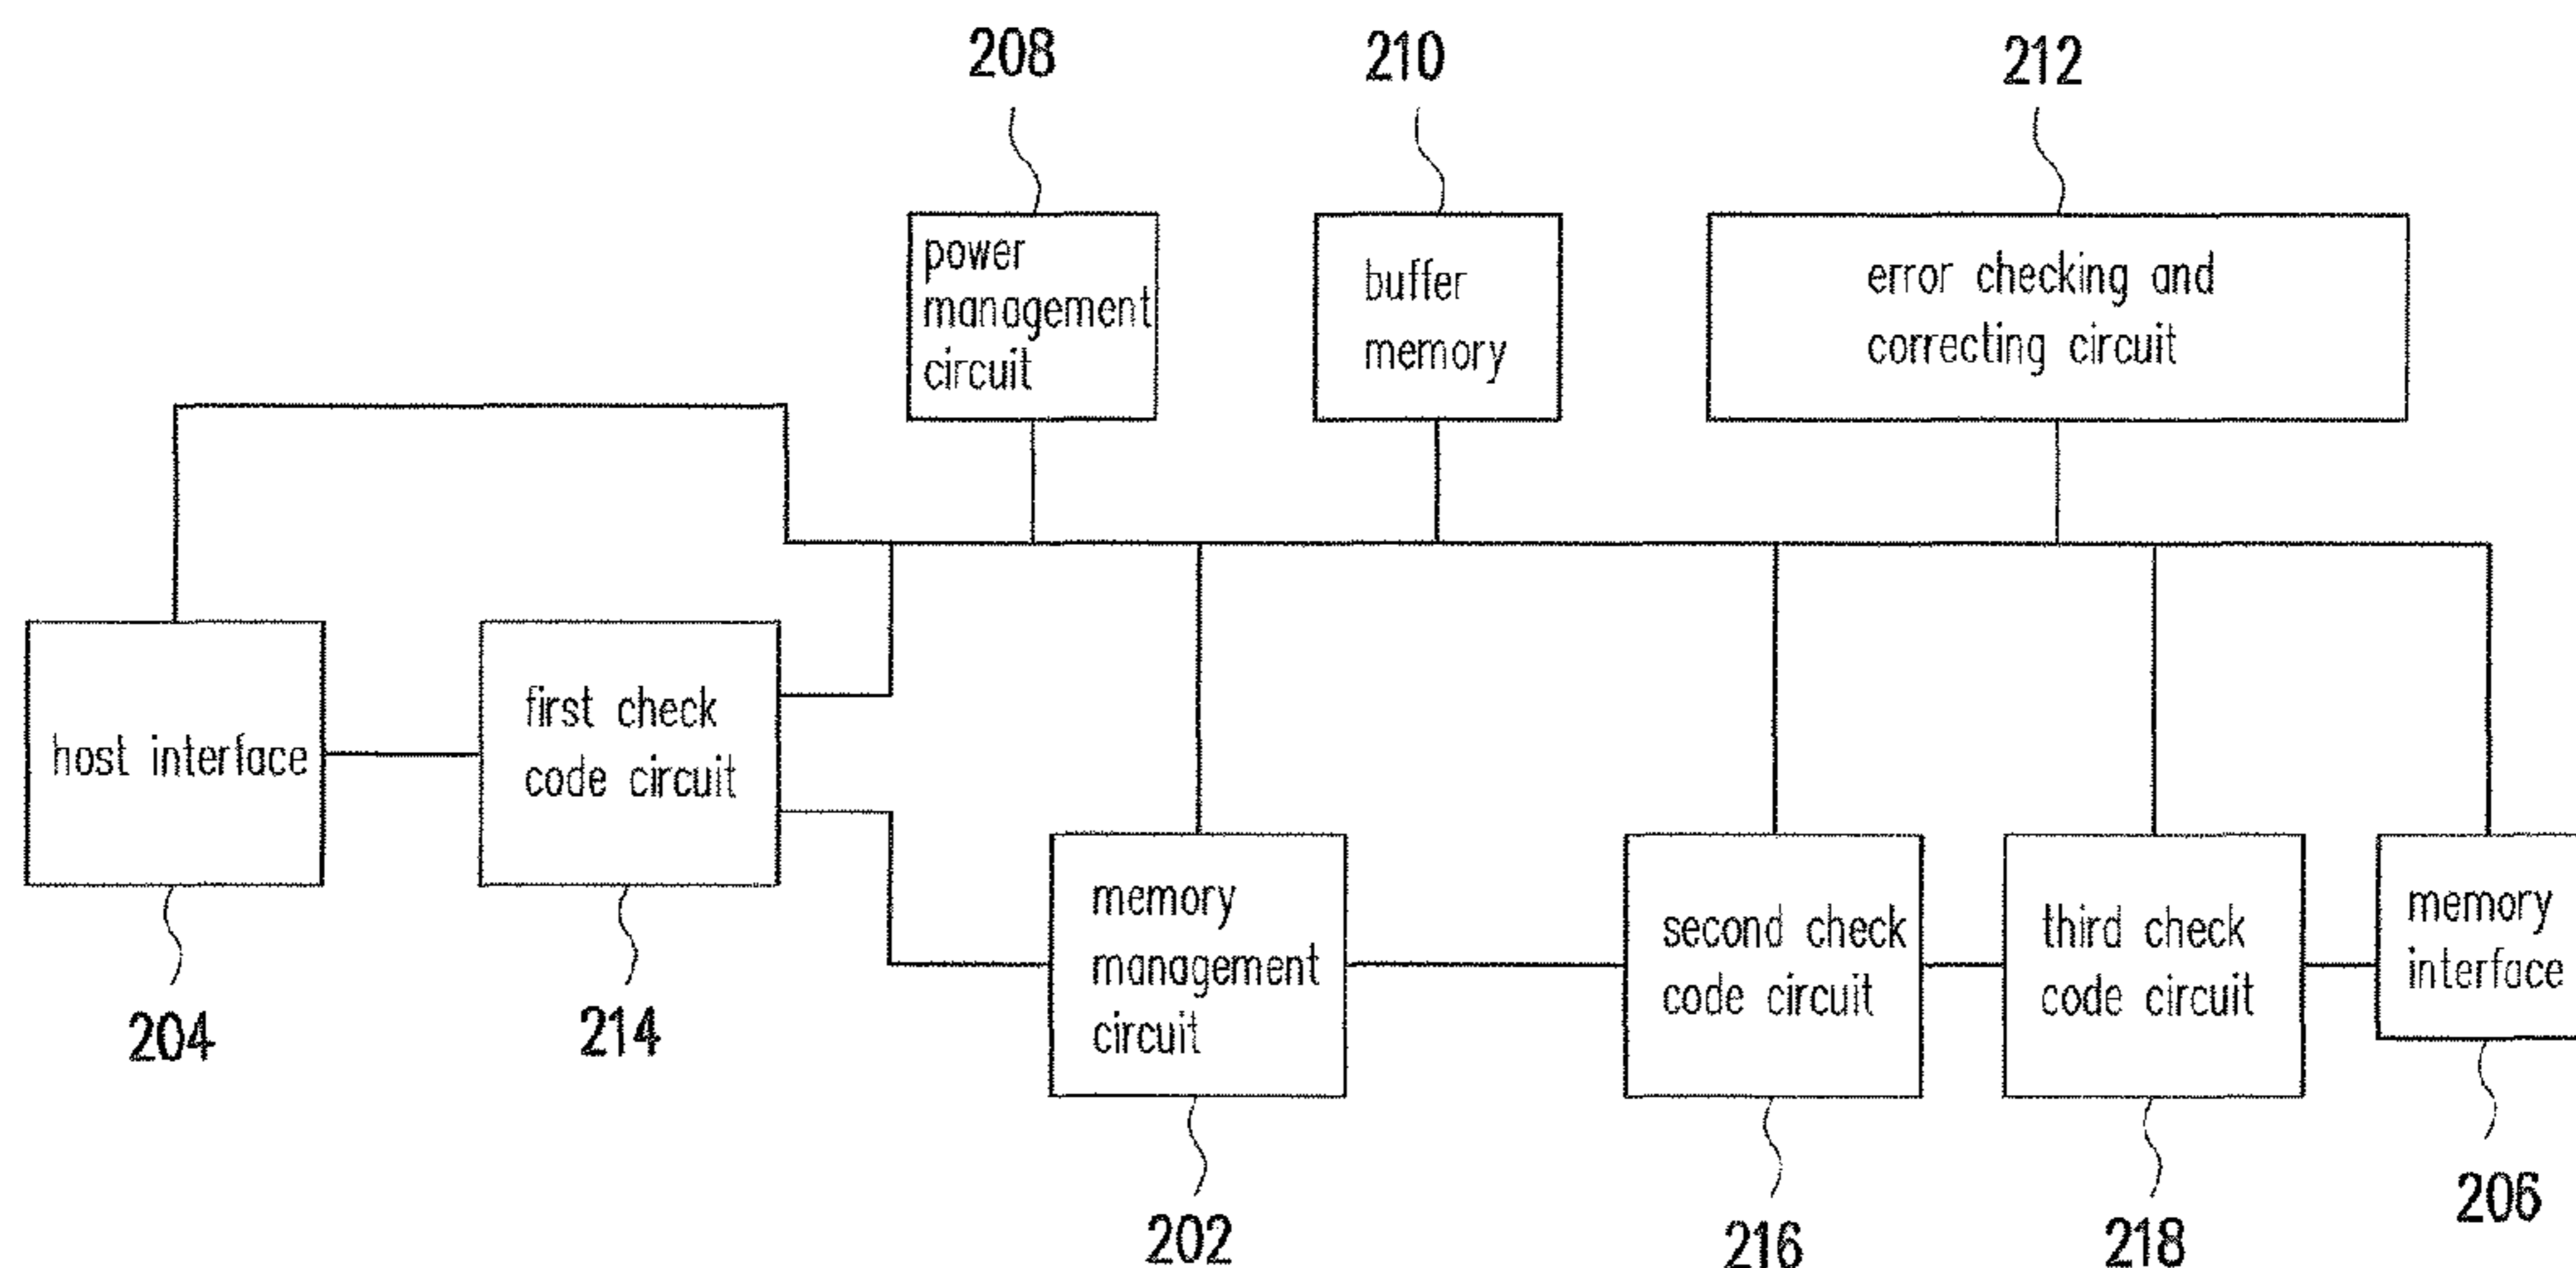 208
210
212
power
management
circuit
buffer
memory
error checking and
correcting circuit
host interface
first check
code circuit
memory
management
circuit
second check
code circuit
third check
code circuit
memory
interface
204
214
202
216
218
206